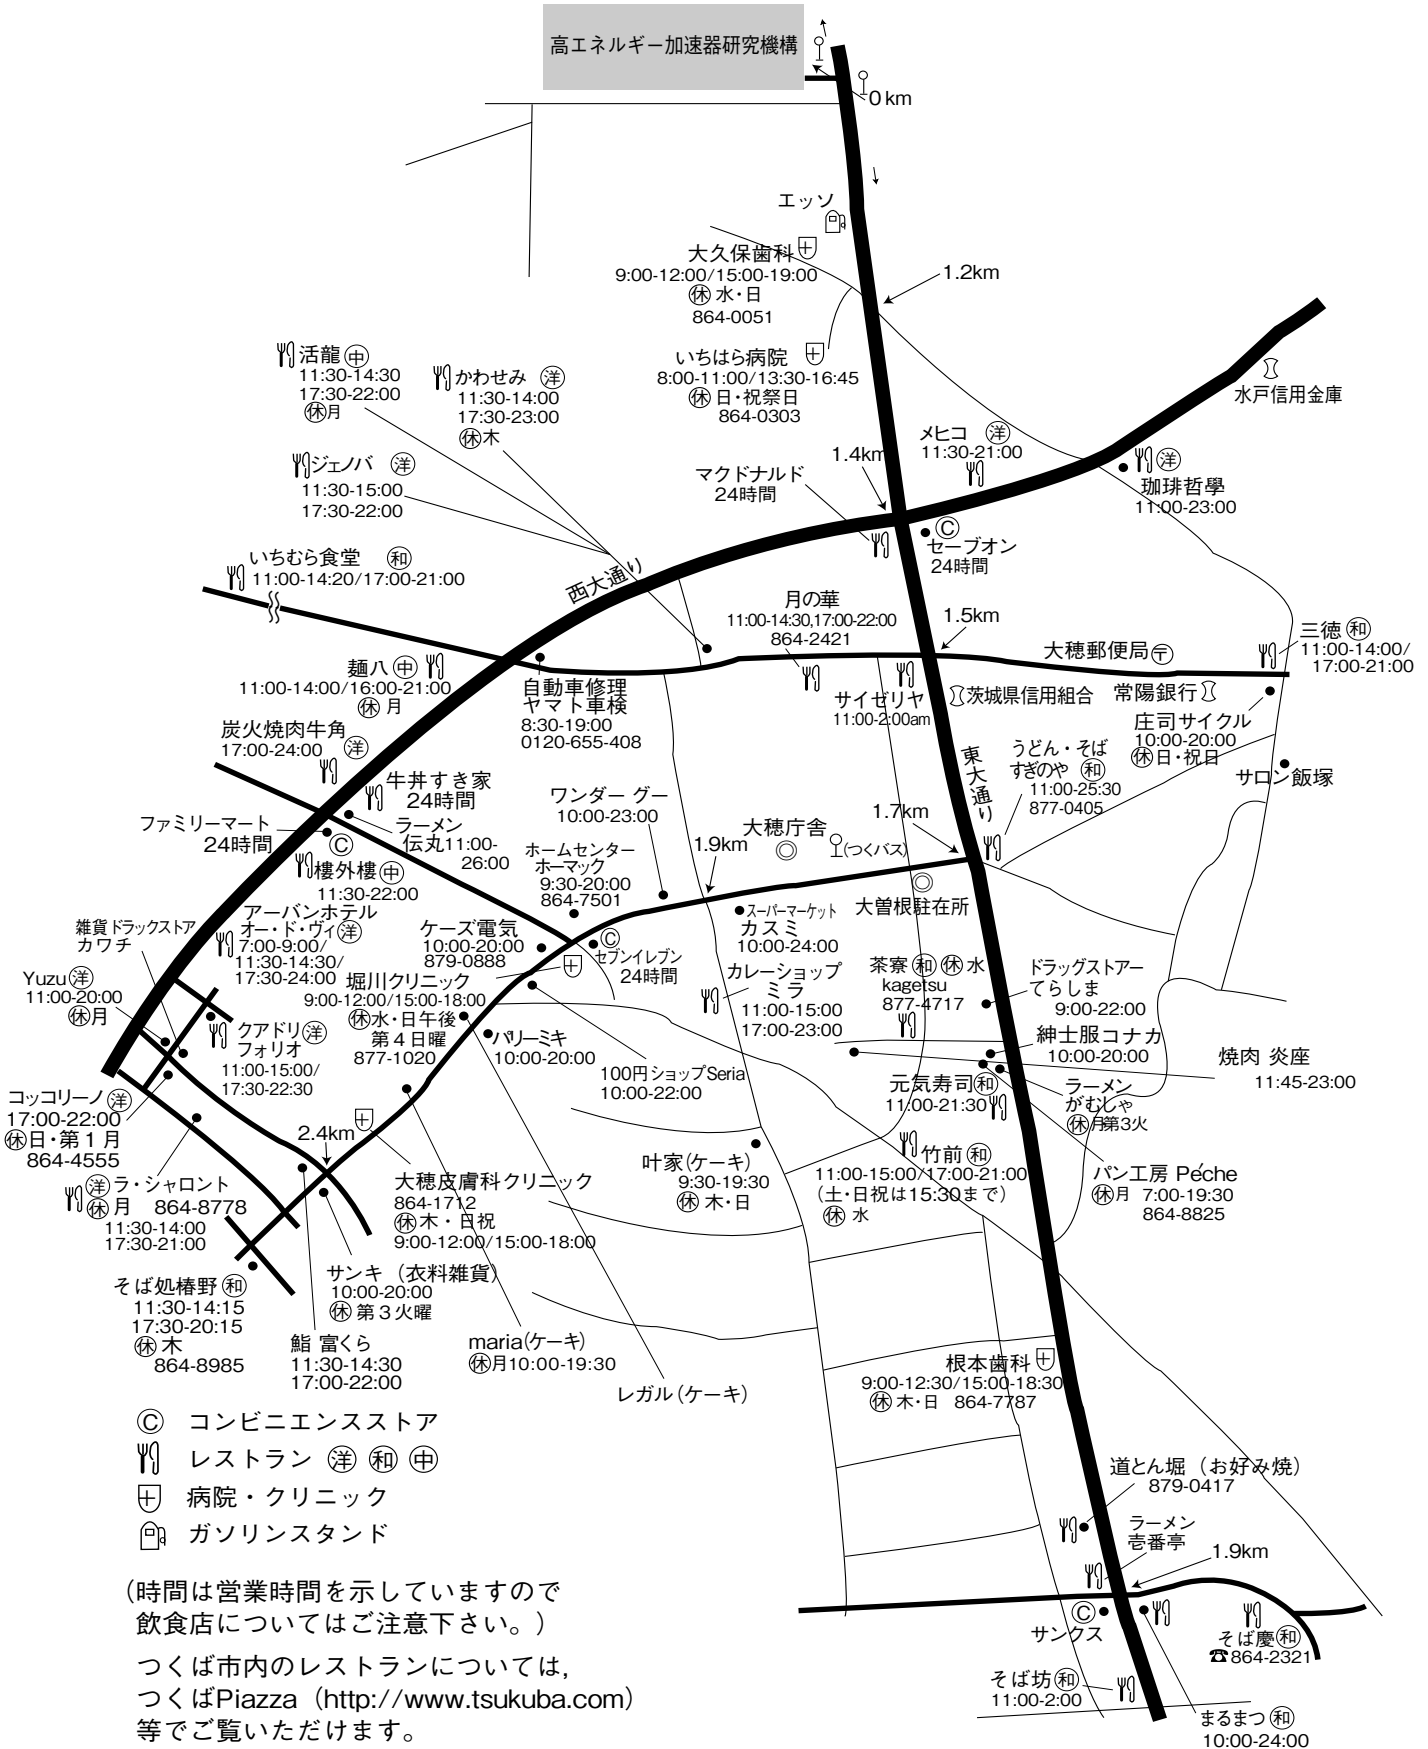 高エネルギー加速器研究機構
0 km
エッソ
大久保歯科
9:00-12:00/15:00-19:00
休 水・日
864-0051
1.2km
いちはら病院
8:00-11:00/13:30-16:45
休 日・祝祭日
864-0303
水戸信用金庫
活龍 中
11:30-14:30
17:30-22:00
休月
かわせみ 洋
11:30-14:00
17:30-23:00
休木
ジェノバ 洋
11:30-15:00
17:30-22:00
メヒコ 洋
11:30-21:00
1.4km
マクドナルド
24時間
洋
珈琲哲學
11:00-23:00
C
セーブオン
24時間
いちむら食堂 和
11:00-14:20/17:00-21:00
西大通り
月の華
11:00-14:30,17:00-22:00
864-2421
1.5km
大穂郵便局〒
三徳 和
11:00-14:00/
17:00-21:00
麺八 中
11:00-14:00/16:00-21:00
休 月
自動車修理
ヤマト車検
8:30-19:00
0120-655-408
サイゼリヤ
11:00-2:00am
茨城県信用組合
常陽銀行
庄司サイクル
10:00-20:00
休日・祝日
サロン飯塚
炭火焼肉牛角
17:00-24:00 洋
東大通り
うどん・そば
すぎのや 和
11:00-25:30
877-0405
牛丼すき家
24時間
ファミリーマート
24時間
C
ラーメン
伝丸11:00-
26:00
ワンダー グー
10:00-23:00
1.7km
大穂庁舎
(つくバス)
1.9km
樓外樓 中
11:30-22:00
ホームセンター
ホーマック
9:30-20:00
864-7501
大曽根駐在所
スーパーマーケット
カスミ
10:00-24:00
アーバンホテル
オー・ド・ヴィ洋
7:00-9:00/
11:30-14:30/
17:30-24:00
雑貨ドラックストア
カワチ
ケーズ電気
10:00-20:00
879-0888
C
セブンイレブン
24時間
Yuzu洋
11:00-20:00
休月
堀川クリニック
9:00-12:00/15:00-18:00
休水・日午後
第4日曜
877-1020
カレーショップ
ミラ
11:00-15:00
17:00-23:00
茶寮 和 休 水
kagetsu
877-4717
ドラッグストアー
てらしま
9:00-22:00
クアドリ洋
フォリオ
11:00-15:00/
17:30-22:30
パリーミキ
10:00-20:00
紳士服コナカ
10:00-20:00
焼肉 炎座
11:45-23:00
100円ショップSeria
10:00-22:00
元気寿司和
11:00-21:30
ラーメン
がむしゃ
休月第3火
コッコリーノ洋
17:00-22:00
休日・第1月
864-4555
2.4km
叶家(ケーキ)
9:30-19:30
休 木・日
竹前 和
11:00-15:00/17:00-21:00
(土・日祝は15:30まで)
休 水
パン工房 Péche
休月 7:00-19:30
864-8825
洋 ラ・シャロント
休 月 864-8778
11:30-14:00
17:30-21:00
大穂皮膚科クリニック
864-1712
休木・日祝
9:00-12:00/15:00-18:00
そば処椿野 和
11:30-14:15
17:30-20:15
休 木
864-8985
サンキ (衣料雑貨)
10:00-20:00
休 第3火曜
鮨 富くら
11:30-14:30
17:00-22:00
maria(ケーキ)
休月10:00-19:30
レガル(ケーキ)
根本歯科
9:00-12:30/15:00-18:30
休 木・日 864-7787
C コンビニエンスストア
レストラン 洋 和 中
病院・クリニック
ガソリンスタンド
道とん堀 (お好み焼)
879-0417
ラーメン
壱番亭
1.9km
C
サンクス
そば慶和
☎864-2321
そば坊和
11:00-2:00
まるまつ和
10:00-24:00
(時間は営業時間を示していますので
飲食店についてはご注意下さい。)
つくば市内のレストランについては,
つくばPiazza (http://www.tsukuba.com)
等でご覧いただけます。